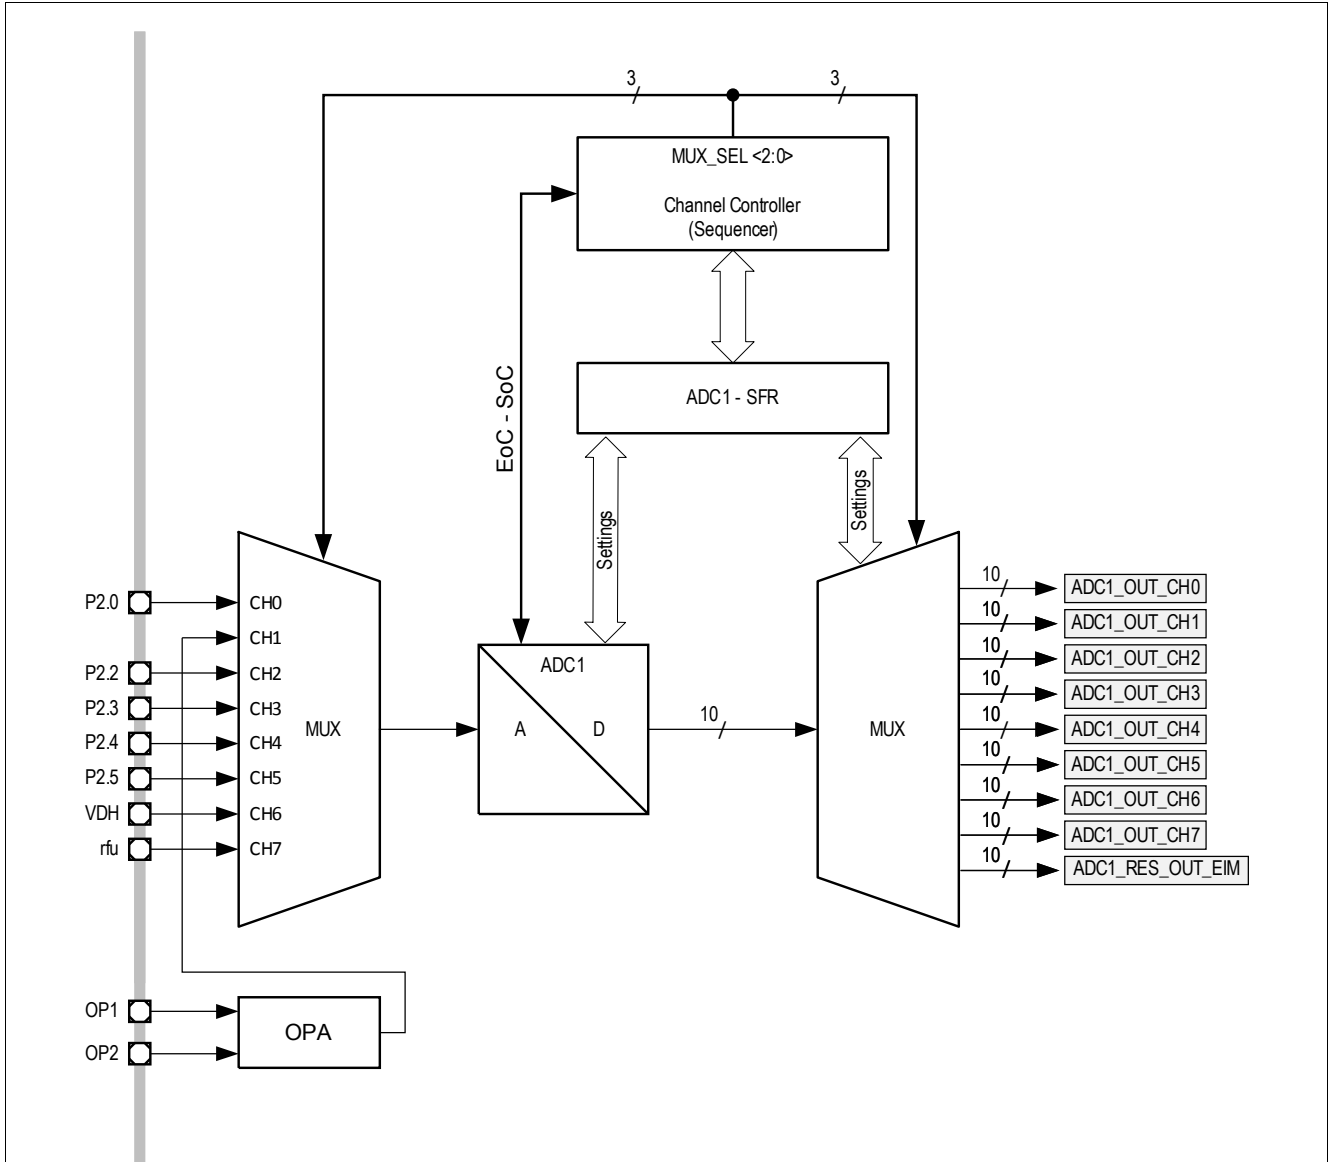 3
3
MUX_SEL <2:0>
Channel Controller
(Sequencer)
ADC1 - SFR
EoC - SoC
Settings
Settings
P2.0
P2.2
P2.3
P2.4
P2.5
VDH
rfu
CH0
CH1
CH2
CH3
CH4
CH5
CH6
CH7
MUX
ADC1
A
D
10
MUX
10
ADC1_OUT_CH0
10
ADC1_OUT_CH1
10
ADC1_OUT_CH2
10
ADC1_OUT_CH3
10
ADC1_OUT_CH4
10
ADC1_OUT_CH5
10
ADC1_OUT_CH6
10
ADC1_OUT_CH7
10
ADC1_RES_OUT_EIM
OP1
OP2
OPA